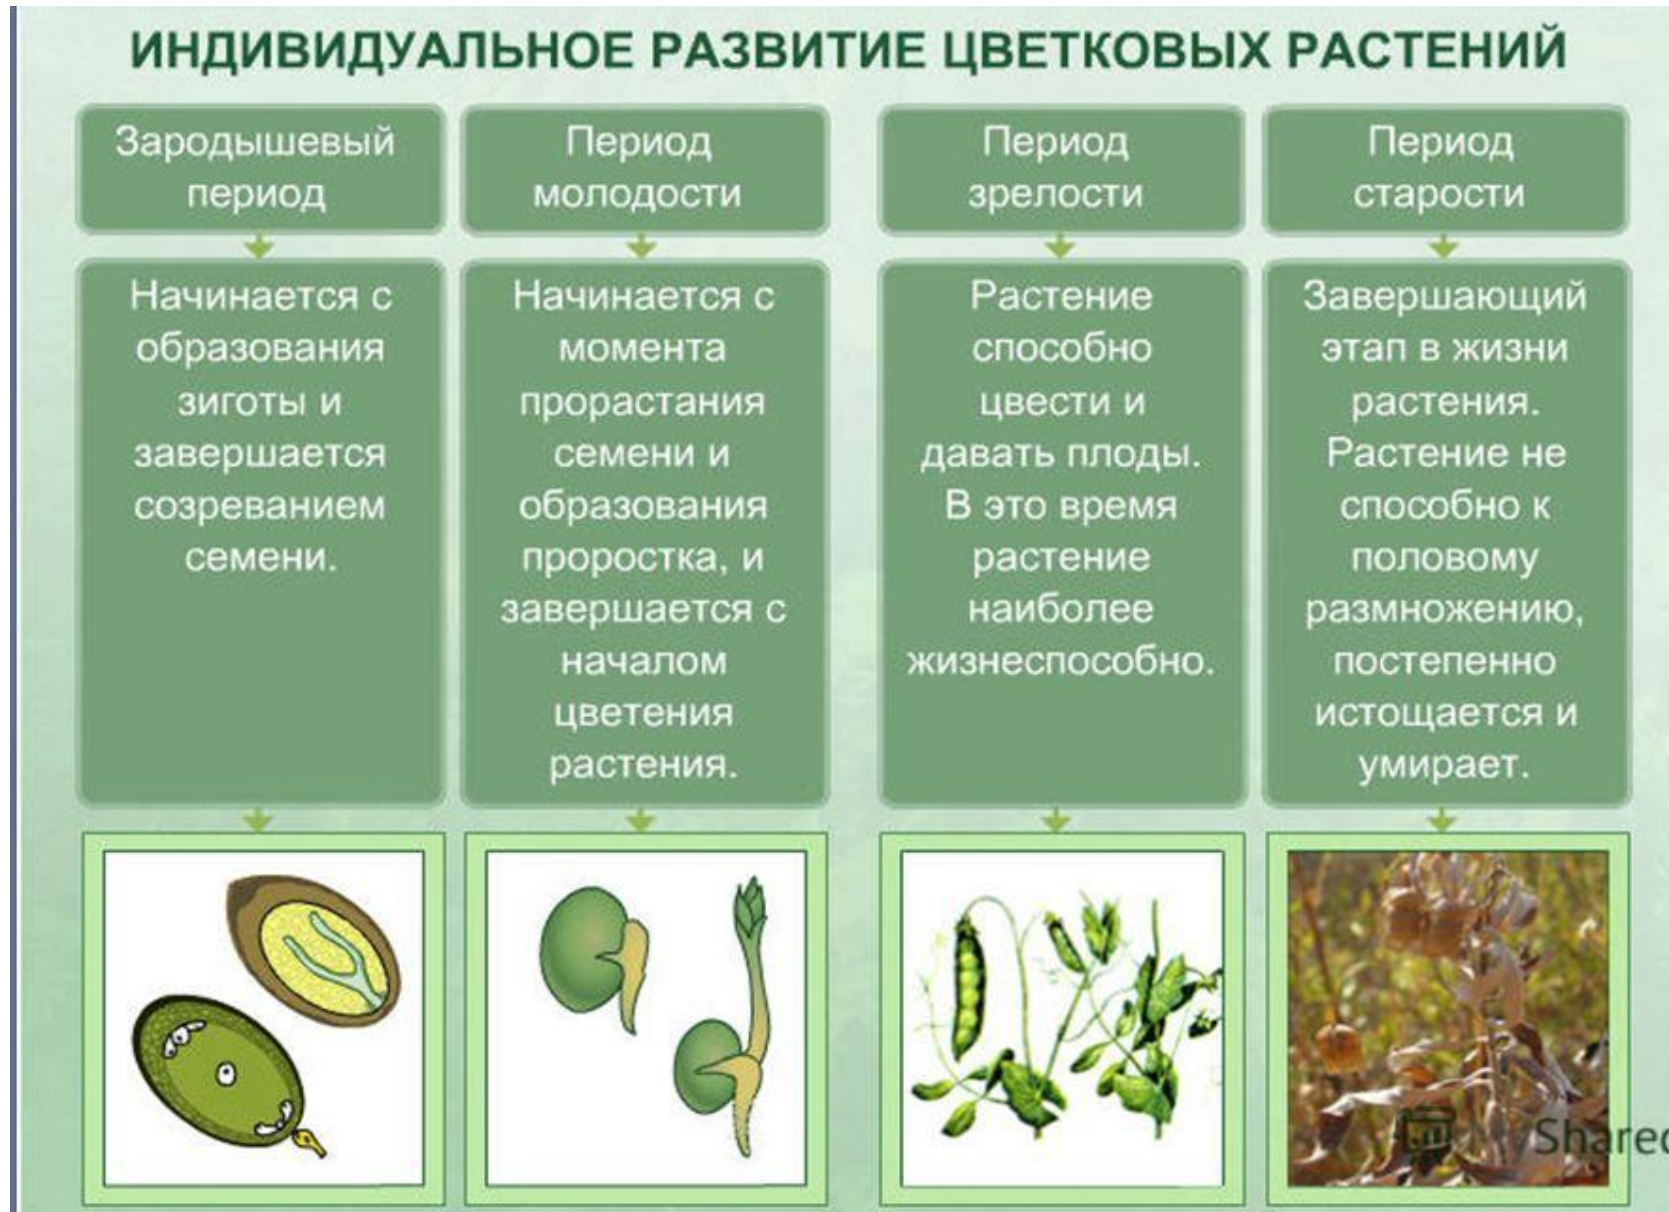 ИНДИВИДУАЛЬНОЕ РАЗВИТИЕ ЦВЕТКОВЫХ РАСТЕНИЙ
Зародышевый
период
Начинается с
образования
зиготы и
завершается
созреванием
семени.
Период
молодости
Начинается с
момента
прорастания
семени и
образования
проростка, и
завершается с
началом
цветения
растения.
Период
зрелости
Растение
способно
цвести и
давать плоды.
В это время
растение
наиболее
жизнеспособно.
Период
старости
Завершающий
этап в жизни
растения.
Растение не
способно к
половому
размножению,
постепенно
истощается и
умирает.
Shared